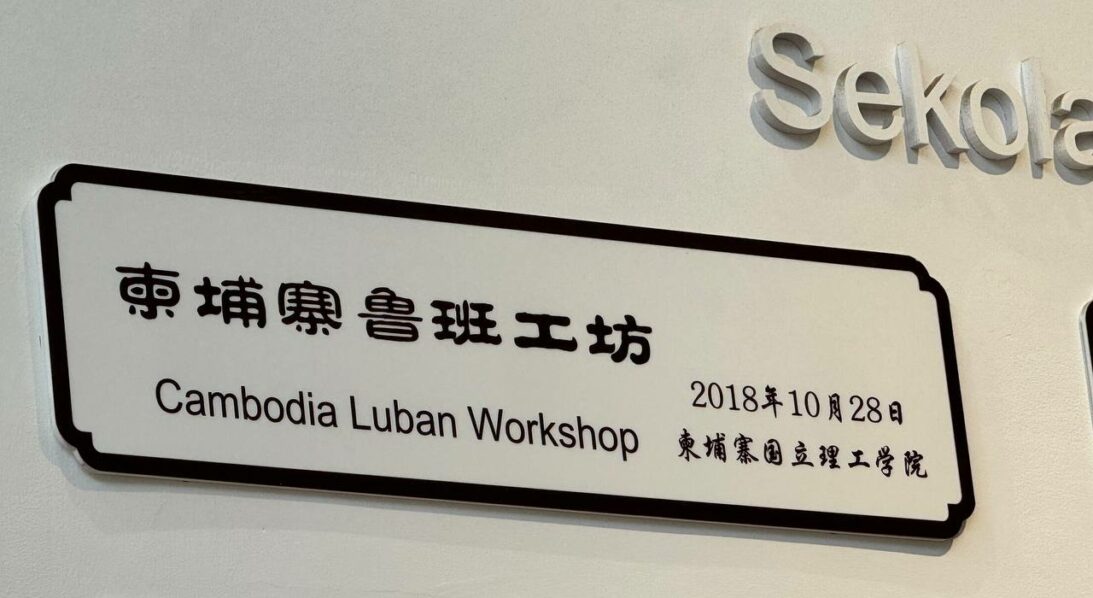 Sekola
柬埔寨鲁班工坊
Cambodia Luban Workshop
2018年10月28日
柬埔寨国立理工学院